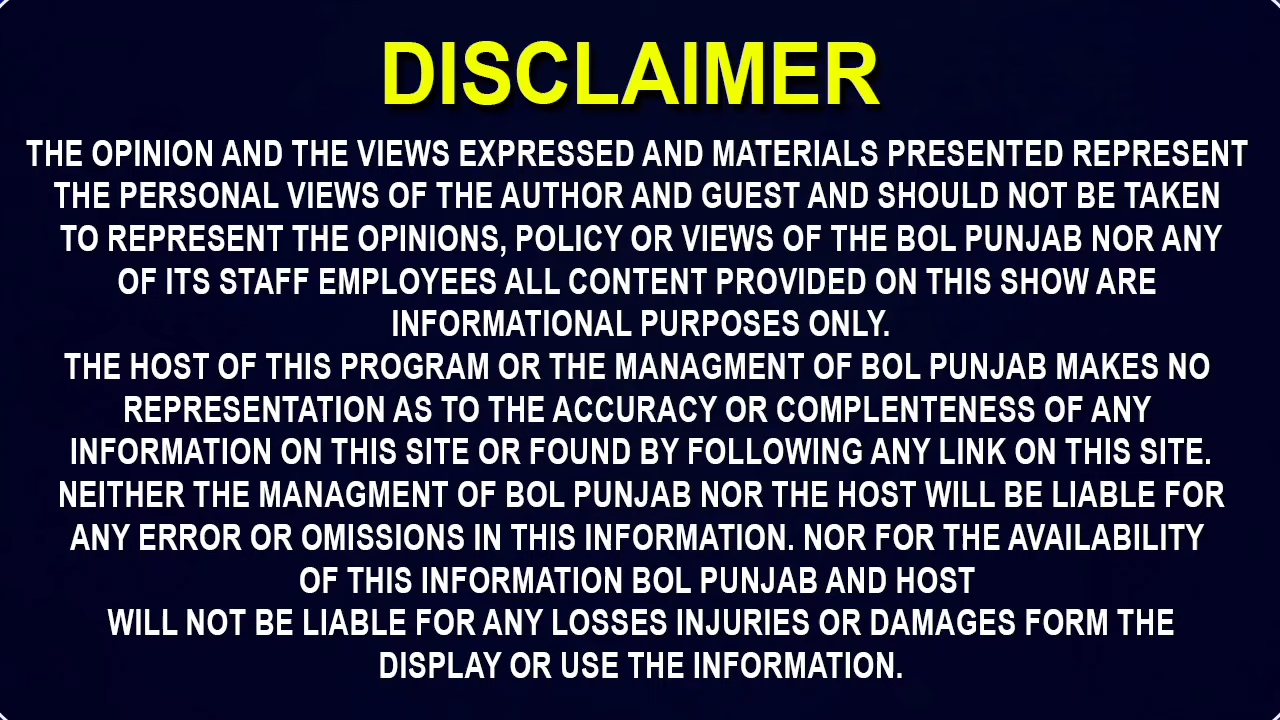 DISCLAIMER
THE OPINION AND THE VIEWS EXPRESSED AND MATERIALS PRESENTED REPRESENT
THE PERSONAL VIEWS OF THE AUTHOR AND GUEST AND SHOULD NOT BE TAKEN
TO REPRESENT THE OPINIONS, POLICY OR VIEWS OF THE BOL PUNJAB NOR ANY
OF ITS STAFF EMPLOYEES ALL CONTENT PROVIDED ON THIS SHOW ARE
INFORMATIONAL PURPOSES ONLY.
THE HOST OF THIS PROGRAM OR THE MANAGMENT OF BOL PUNJAB MAKES NO
REPRESENTATION AS TO THE ACCURACY OR COMPLENTENESS OF ANY
INFORMATION ON THIS SITE OR FOUND BY FOLLOWING ANY LINK ON THIS SITE.
NEITHER THE MANAGMENT OF BOL PUNJAB NOR THE HOST WILL BE LIABLE FOR
ANY ERROR OR OMISSIONS IN THIS INFORMATION. NOR FOR THE AVAILABILITY
OF THIS INFORMATION BOL PUNJAB AND HOST
WILL NOT BE LIABLE FOR ANY LOSSES INJURIES OR DAMAGES FORM THE
DISPLAY OR USE THE INFORMATION.